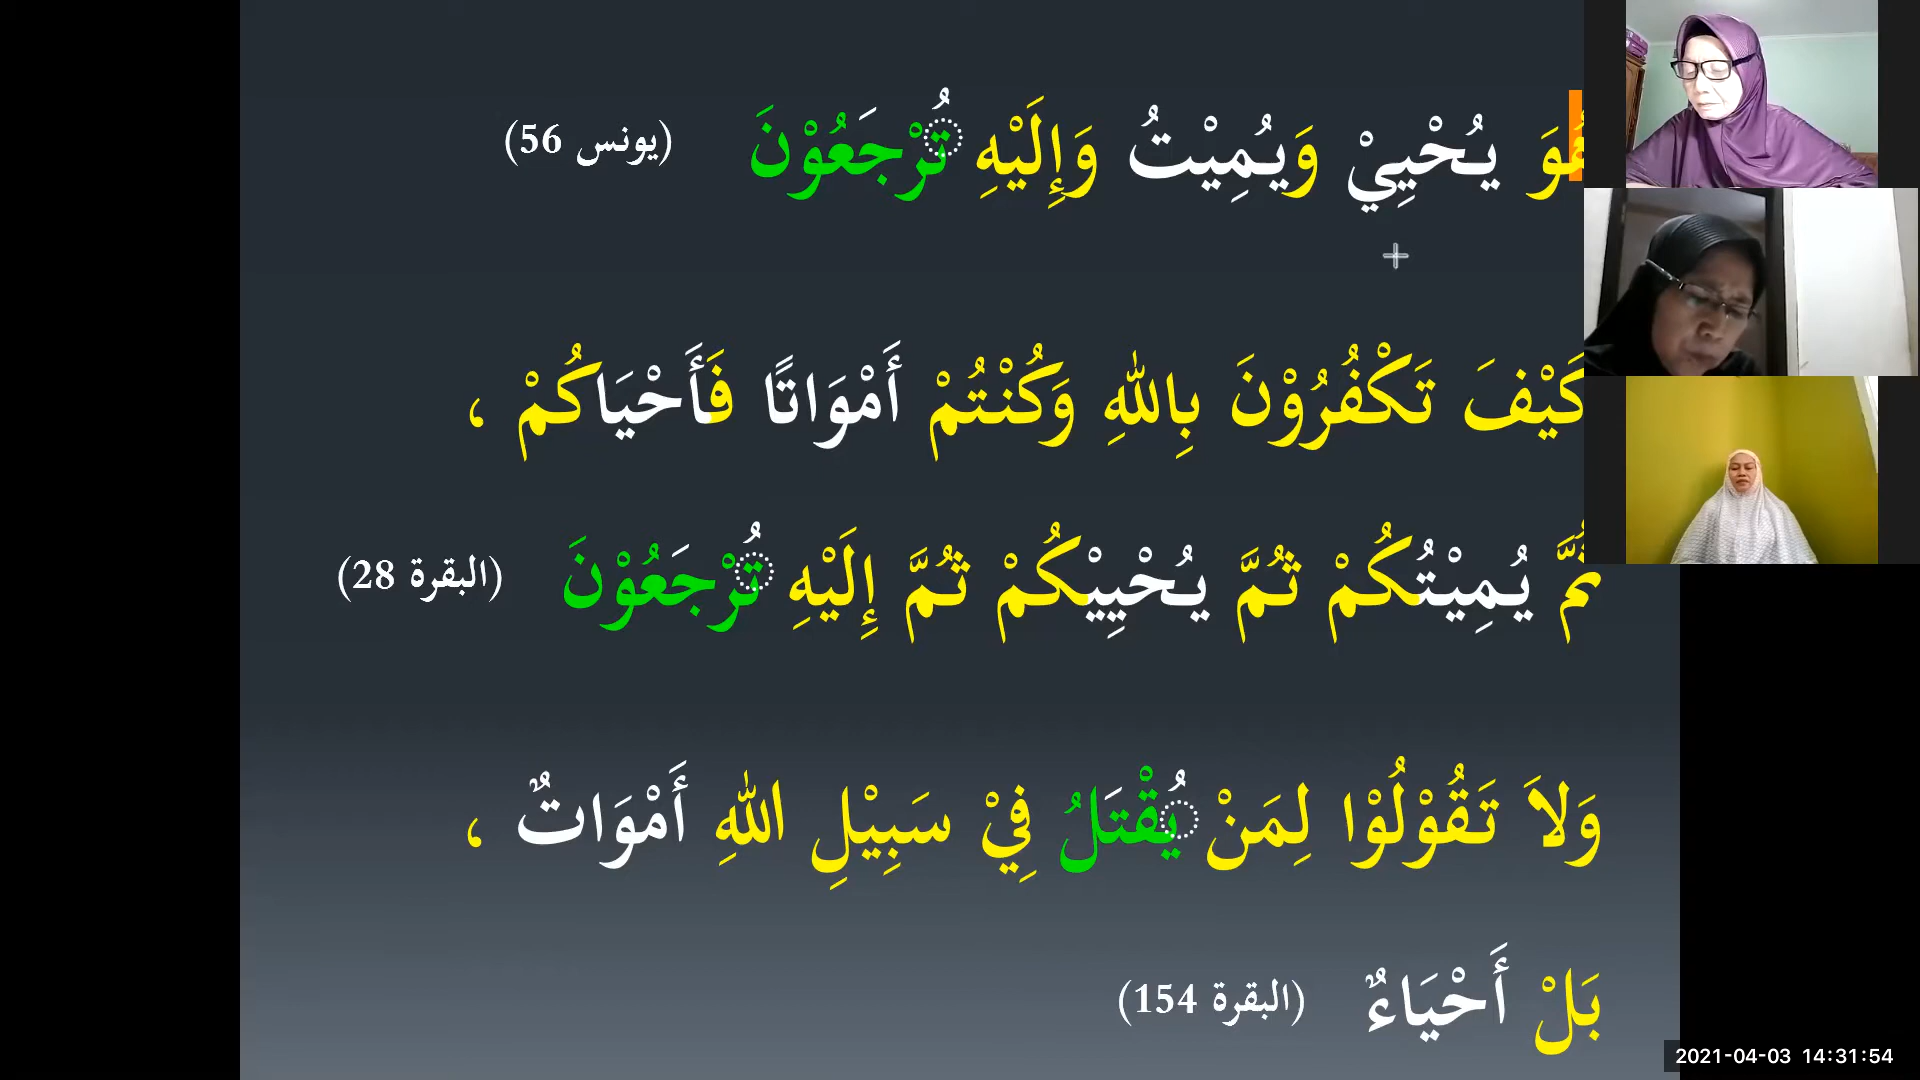 هُوَ يُحْيِيْ وَيُمِيْتُ وَإِلَيْهِ تُرْجَعُوْنَ (يونس 56)
كَيْفَ تَكْفُرُوْنَ بِاللهِ وَكُنْتُمْ أَمْوَاتًا فَأَحْيَاكُمْ ،
ثُمَّ يُمِيْتُكُمْ ثُمَّ يُحْيِيْكُمْ ثُمَّ إِلَيْهِ تُرْجَعُوْنَ (البقرة 28)
وَلاَ تَقُوْلُوْا لِمَنْ يُقْتَلُ فِيْ سَبِيْلِ اللهِ أَمْوَاتٌ ،
بَلْ أَحْيَاءٌ (البقرة 154)
2021-04-03 14:31:54